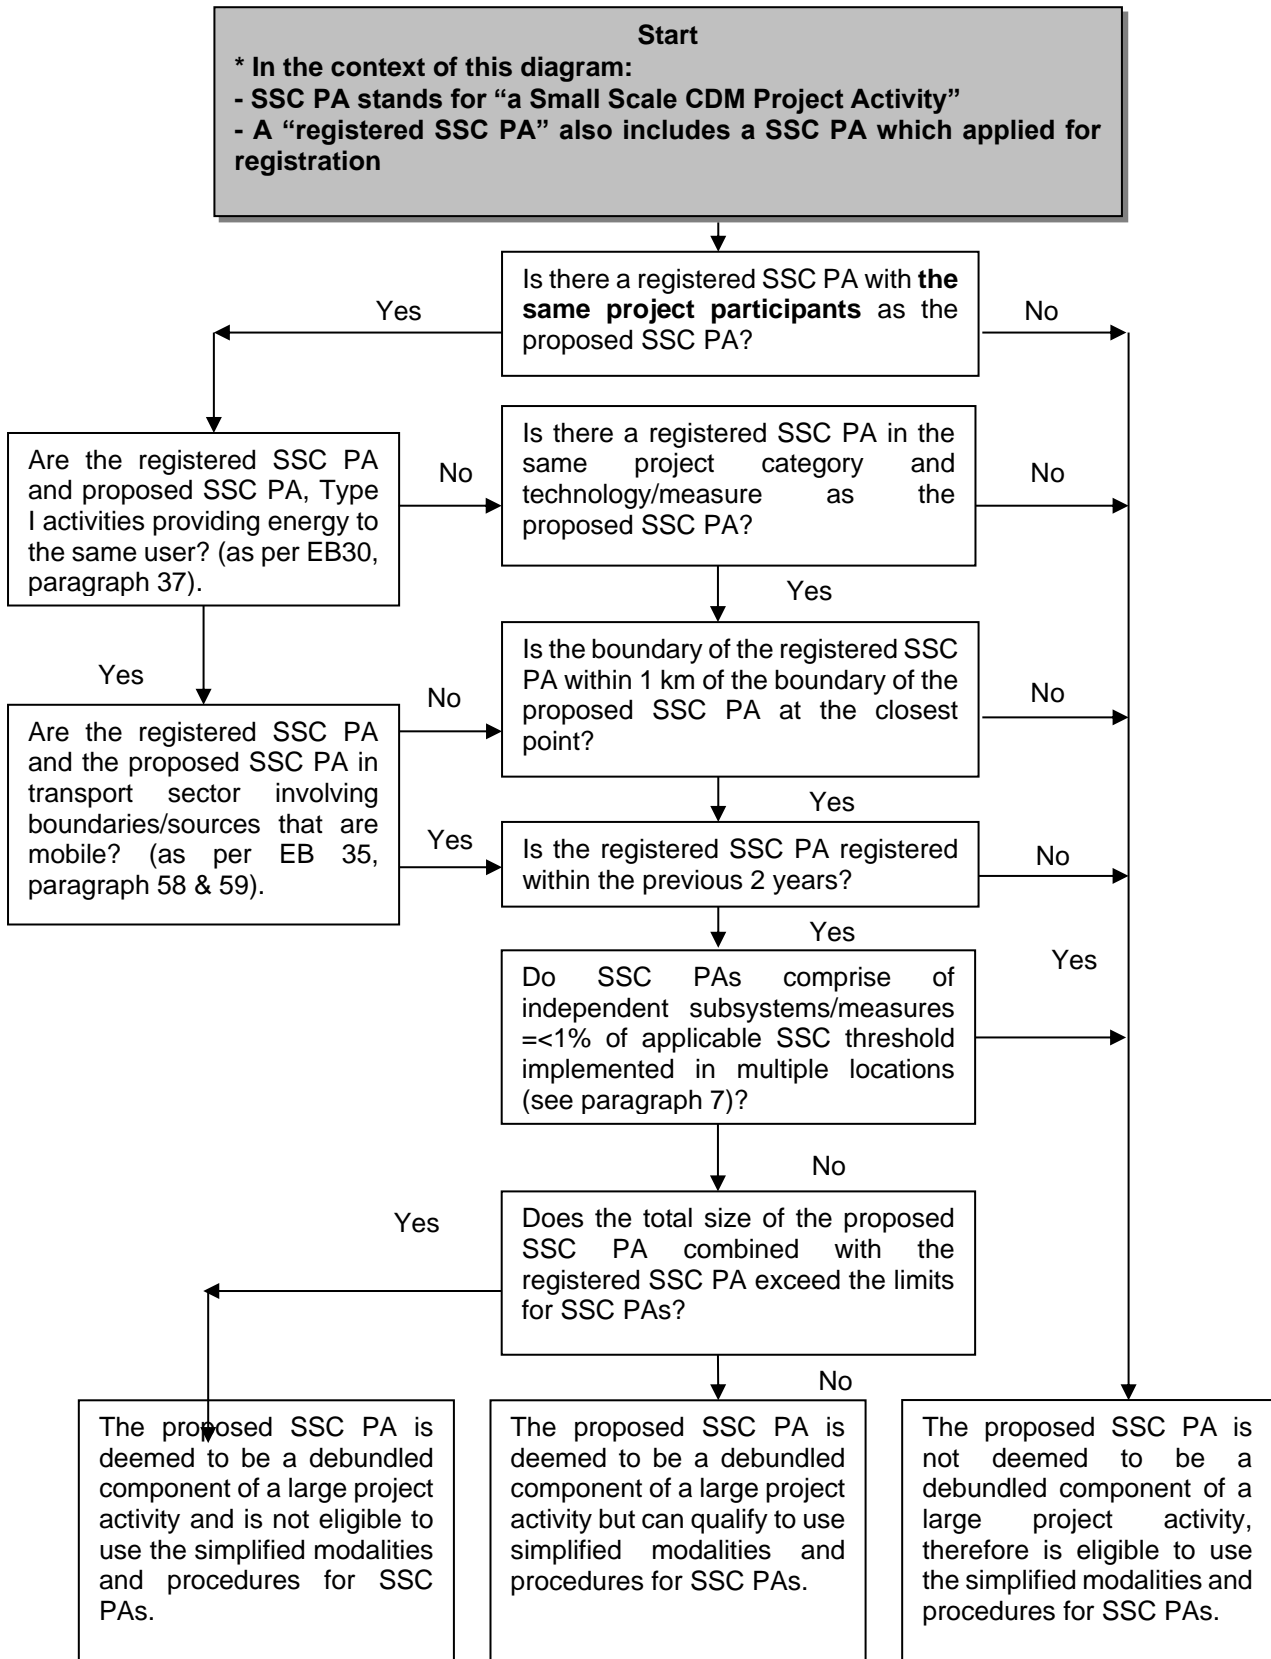 Start
* In the context of this diagram:
- SSC PA stands for “a Small Scale CDM Project Activity”
- A “registered SSC PA” also includes a SSC PA which applied for
registration
Is there a registered SSC PA with the
same project participants as the
proposed SSC PA?
Yes
No
Are the registered SSC PA
and proposed SSC PA, Type
I activities providing energy to
the same user? (as per EB30,
paragraph 37).
No
Is there a registered SSC PA in the
same project category and
technology/measure as the
proposed SSC PA?
No
Yes
Yes
Are the registered SSC PA
and the proposed SSC PA in
transport sector involving
boundaries/sources that are
mobile? (as per EB 35,
paragraph 58 & 59).
No
Is the boundary of the registered SSC
PA within 1 km of the boundary of the
proposed SSC PA at the closest
point?
No
Yes
Yes
Is the registered SSC PA registered
within the previous 2 years?
No
Yes
Do SSC PAs comprise of
independent subsystems/measures
=<1% of applicable SSC threshold
implemented in multiple locations
(see paragraph 7)?
Yes
No
Does the total size of the proposed
SSC PA combined with the
registered SSC PA exceed the limits
for SSC PAs?
Yes
No
The proposed SSC PA is
deemed to be a debundled
component of a large project
activity and is not eligible to
use the simplified modalities
and procedures for SSC
PAs.
The proposed SSC PA is
deemed to be a debundled
component of a large project
activity but can qualify to use
simplified modalities and
procedures for SSC PAs.
The proposed SSC PA is
not deemed to be a
debundled component of a
large project activity,
therefore is eligible to use
the simplified modalities and
procedures for SSC PAs.